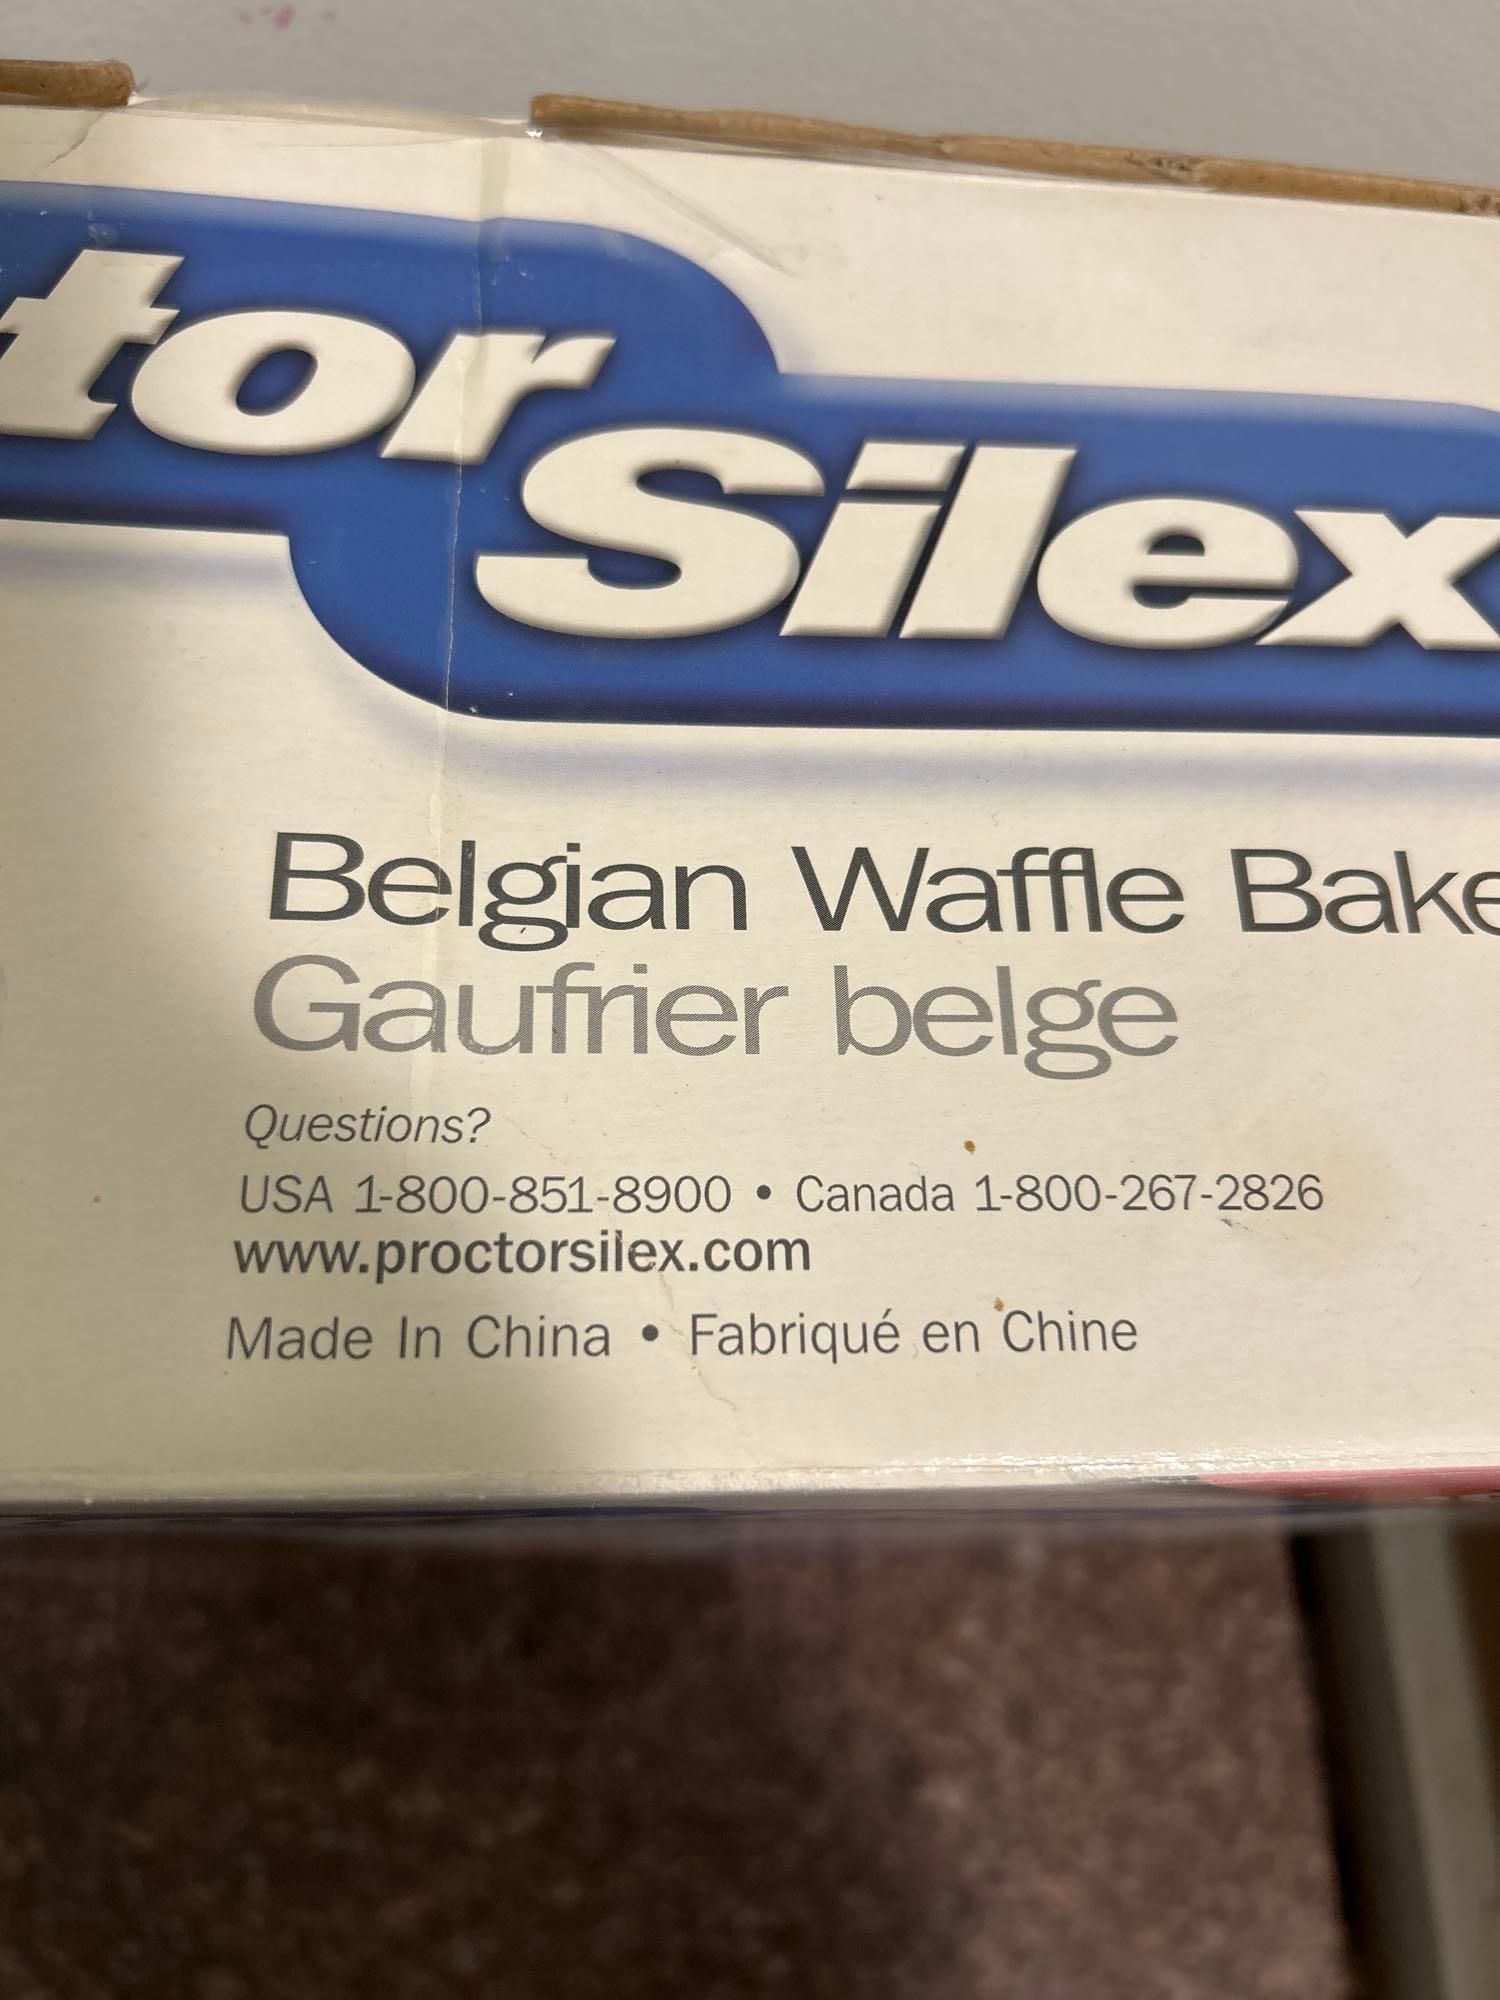 tor
Silex
Belgian Waffle Bake
Gaufrier belge
Questions?
USA 1-800-851-8900 • Canada 1-800-267-2826
www.proctorsilex.com
Made In China • Fabriqué en Chine